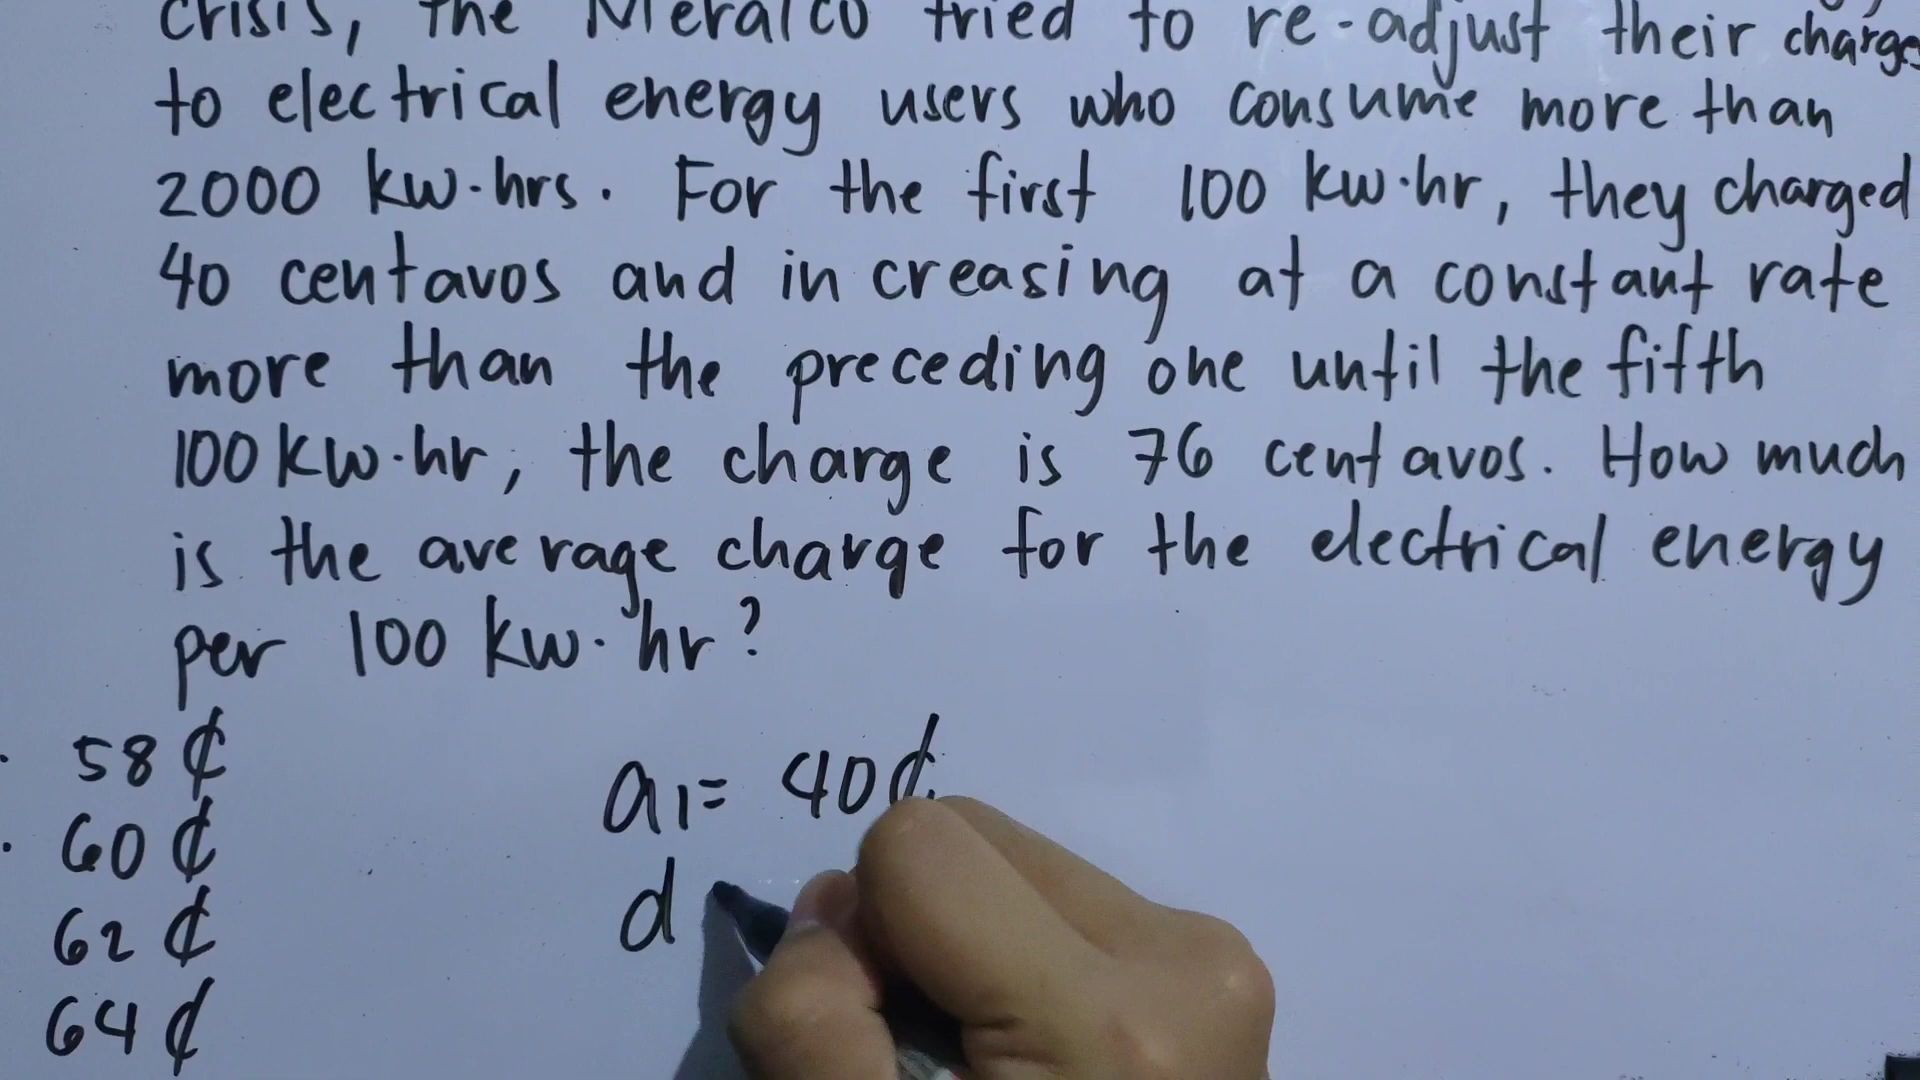 crisis, the Meralco tried to re-adjust their charges
to electrical energy users who consume more than
2000 kw·hrs. For the first 100 kw·hr, they charged
40 centavos and increasing at a constant rate
more than the preceding one until the fifth
100 kw·hr, the charge is 76 centavos. How much
is the average charge for the electrical energy
per 100 kw·hr?
58 ¢
60 ¢
62 ¢
64 ¢
a1 = 40¢
d